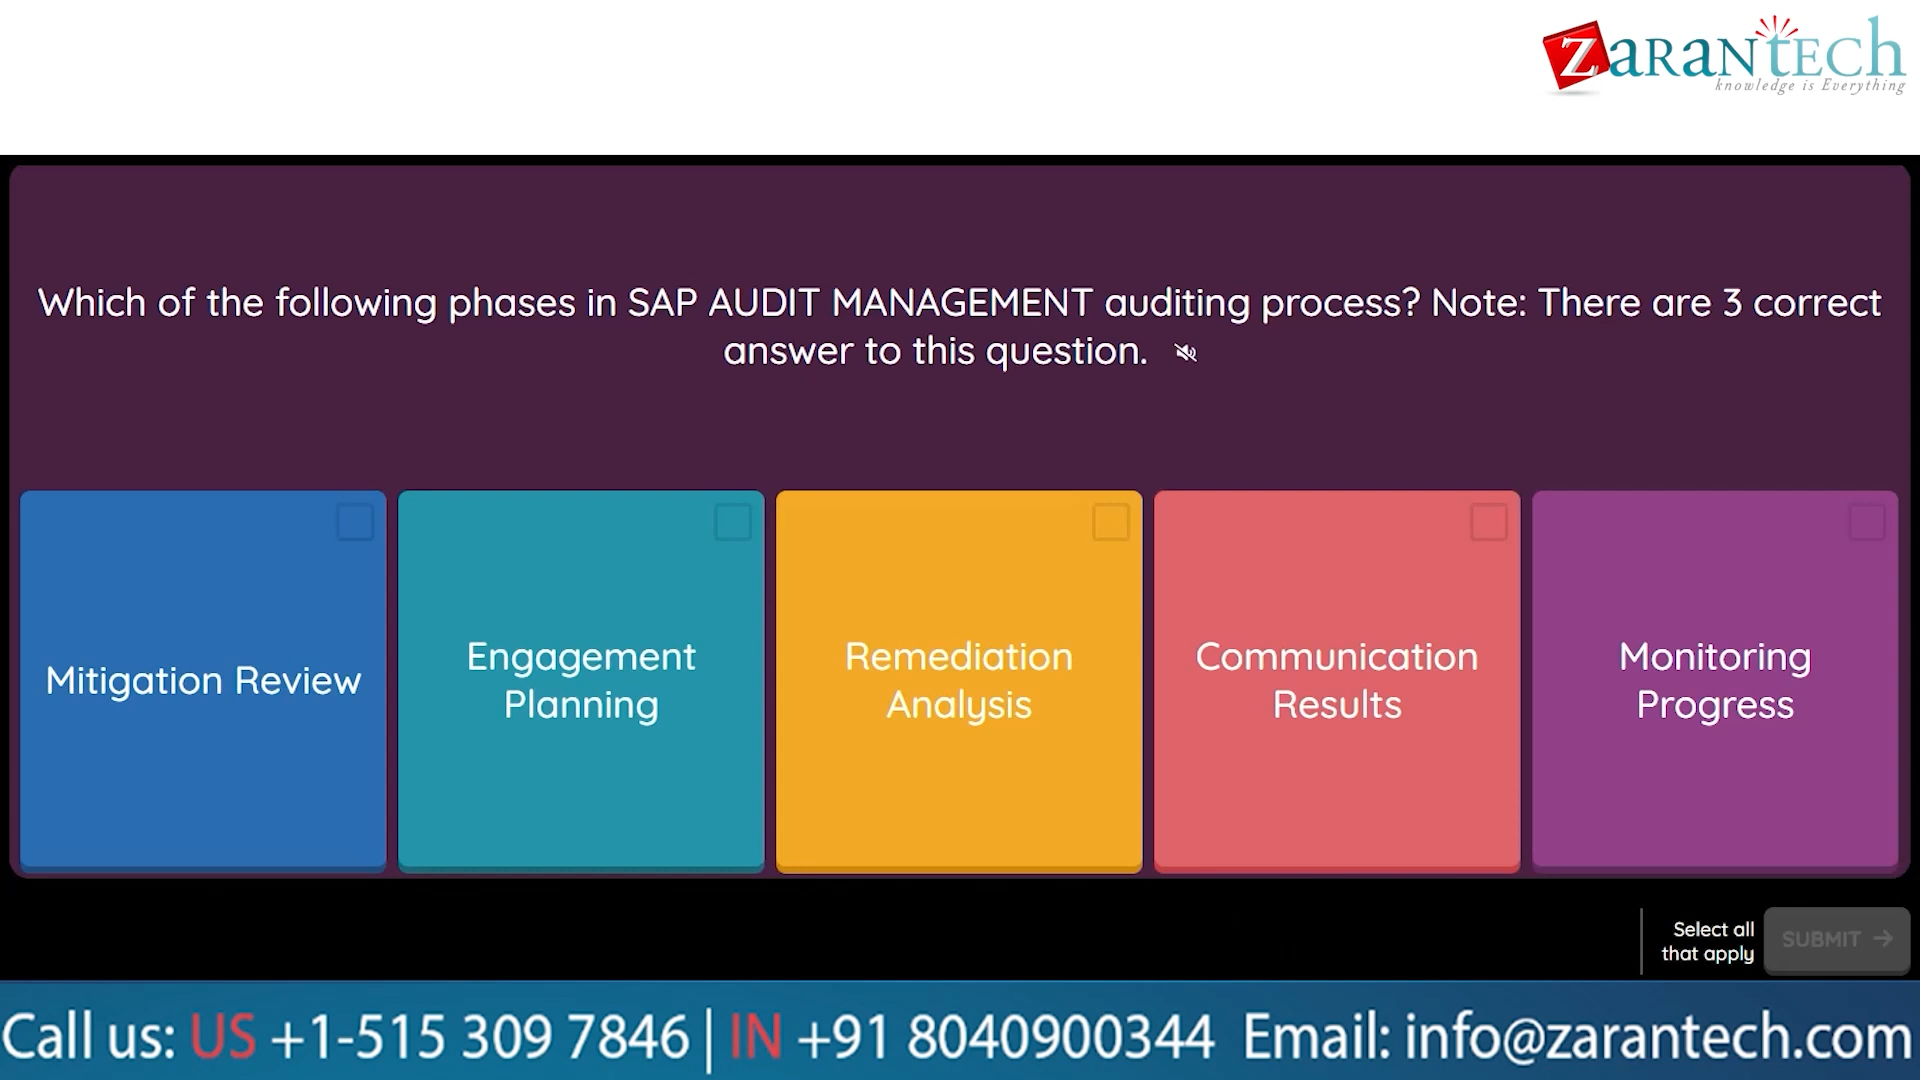 ZARANTECH
knowledge is Everything
Which of the following phases in SAP AUDIT MANAGEMENT auditing process? Note: There are 3 correct
answer to this question.
Mitigation Review
Engagement
Planning
Remediation
Analysis
Communication
Results
Monitoring
Progress
Select all
that apply
SUBMIT →
Call us: US +1-515 309 7846 | IN +91 8040900344 Email: info@zarantech.com